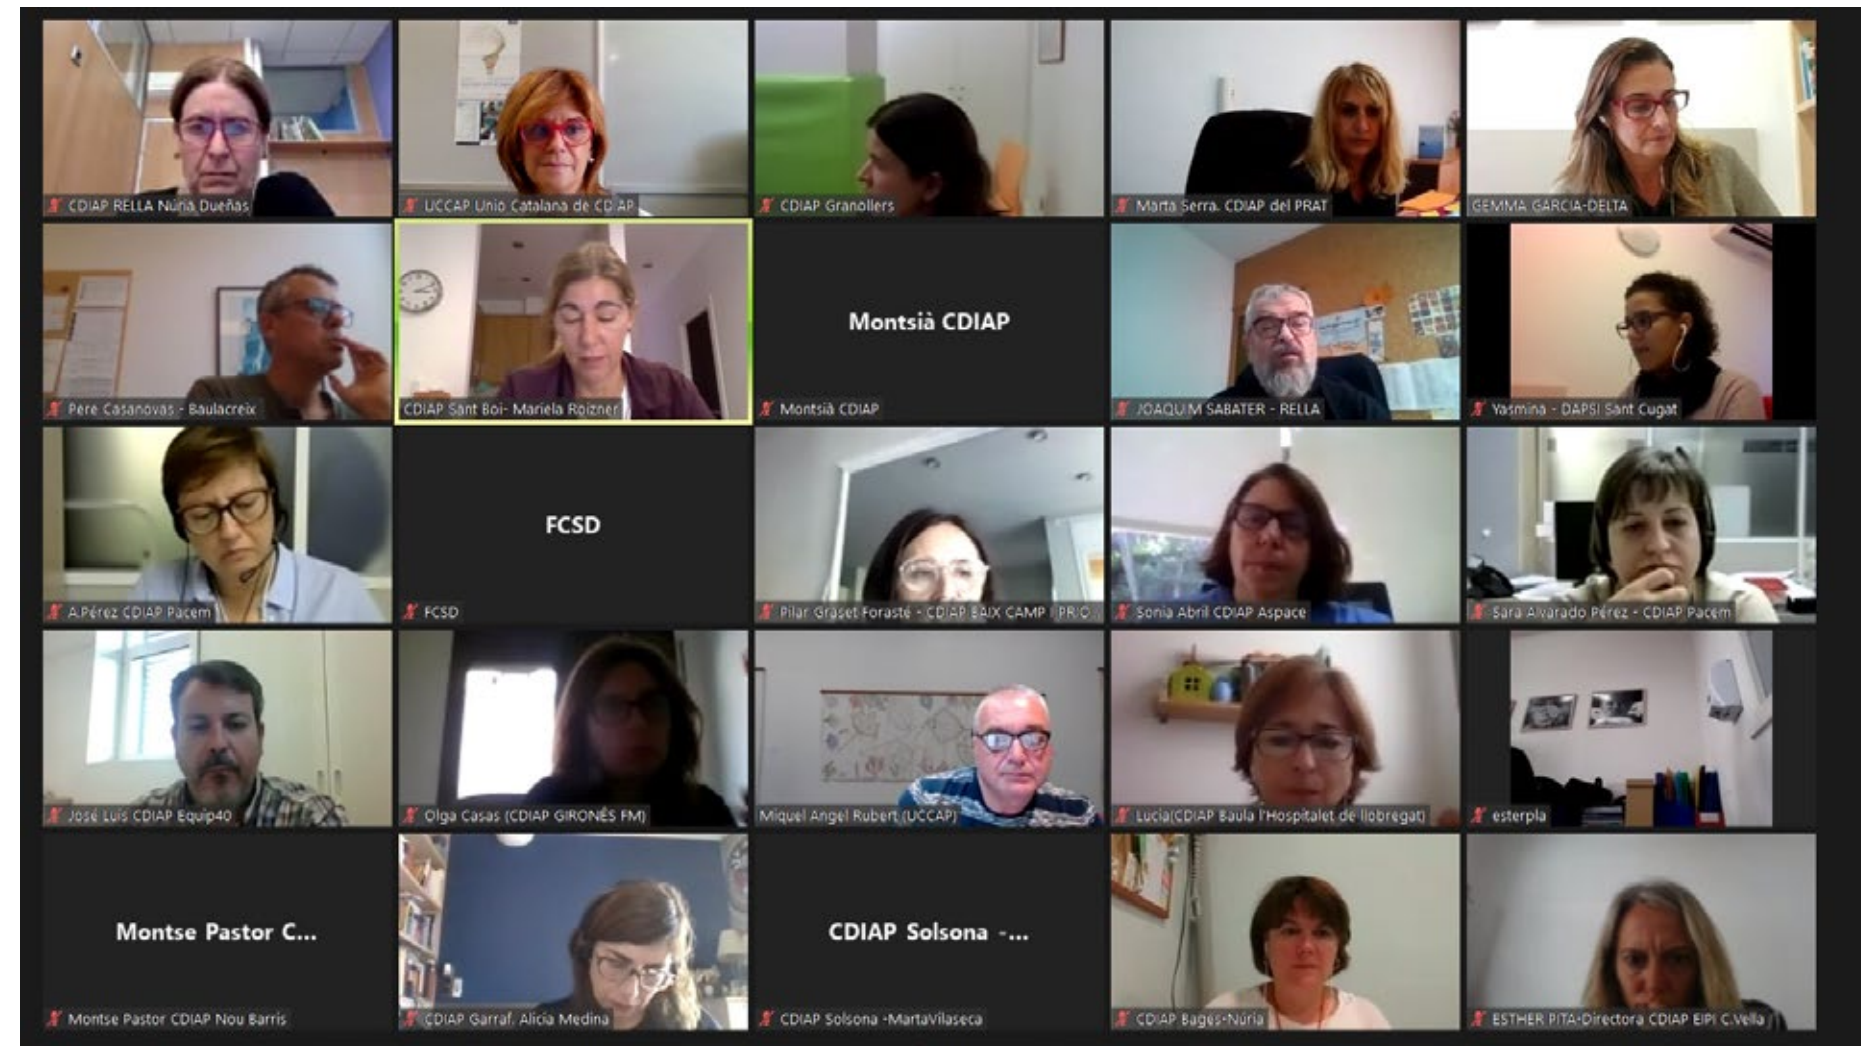 CDIAP RELLA Núria Dueñas
UCCAP Unió Catalana de CDIAP
CDIAP Granollers
Marta Serra. CDIAP del PRAT
GEMMA GARCIA-DELTA
Pere Casanovas - Baulacreix
CDIAP Sant Boi- Mariela Roizner
Montsià CDIAP
Montsià CDIAP
JOAQUIM SABATER - RELLA
Yasmina - DAPSI Sant Cugat
A.Pérez CDIAP Pacem
FCSD
FCSD
Pilar Graset Forasté - CDIAP BAIX CAMP I PRIO...
Sonia Abril CDIAP Aspace
Sara Alvarado Pérez - CDIAP Pacem
José Luis CDIAP Equip40
Olga Casas (CDIAP GIRONÉS FM)
Miquel Angel Rubert (UCCAP)
Lucia(CDIAP Baula l'Hospitalet de llobregat)
esterpla
Montse Pastor C...
Montse Pastor CDIAP Nou Barris
CDIAP Garraf. Alicia Medina
CDIAP Solsona -...
CDIAP Solsona -MartaVilaseca
CDIAP Bages-Núria
ESTHER PITA-Directora CDIAP EIPI C.Vella